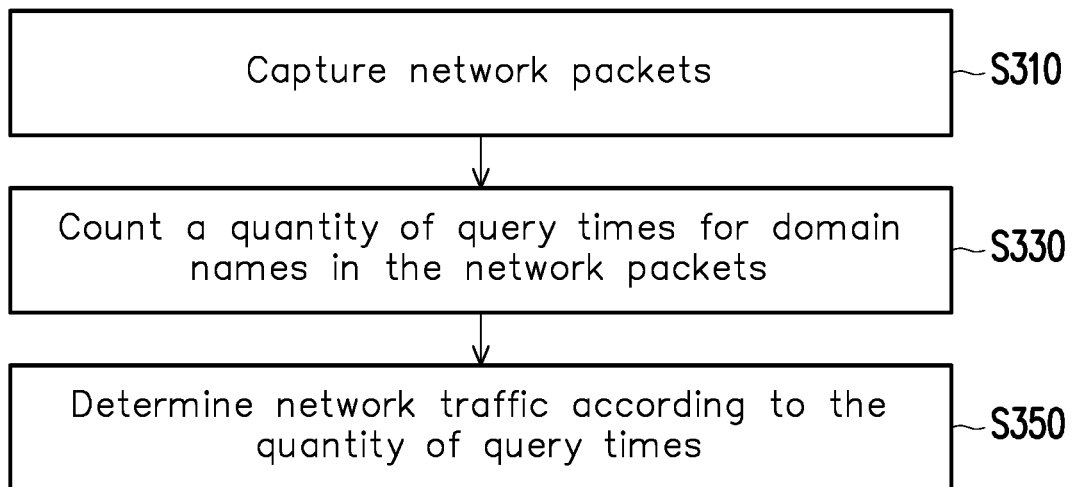 Capture network packets
S310
Count a quantity of query times for domain
names in the network packets
S330
Determine network traffic according to the
quantity of query times
S350